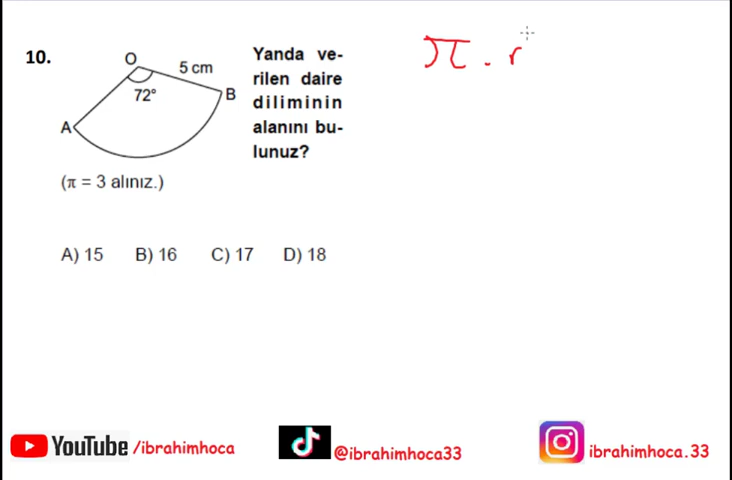 10.
O
5 cm
72°
B
A
Yanda ve-
rilen daire
diliminin
alanını bu-
lunuz?
(π = 3 alınız.)
A) 15 B) 16 C) 17 D) 18
π . r
YouTube /ibrahimhoca
@ibrahimhoca33
ibrahimhoca.33